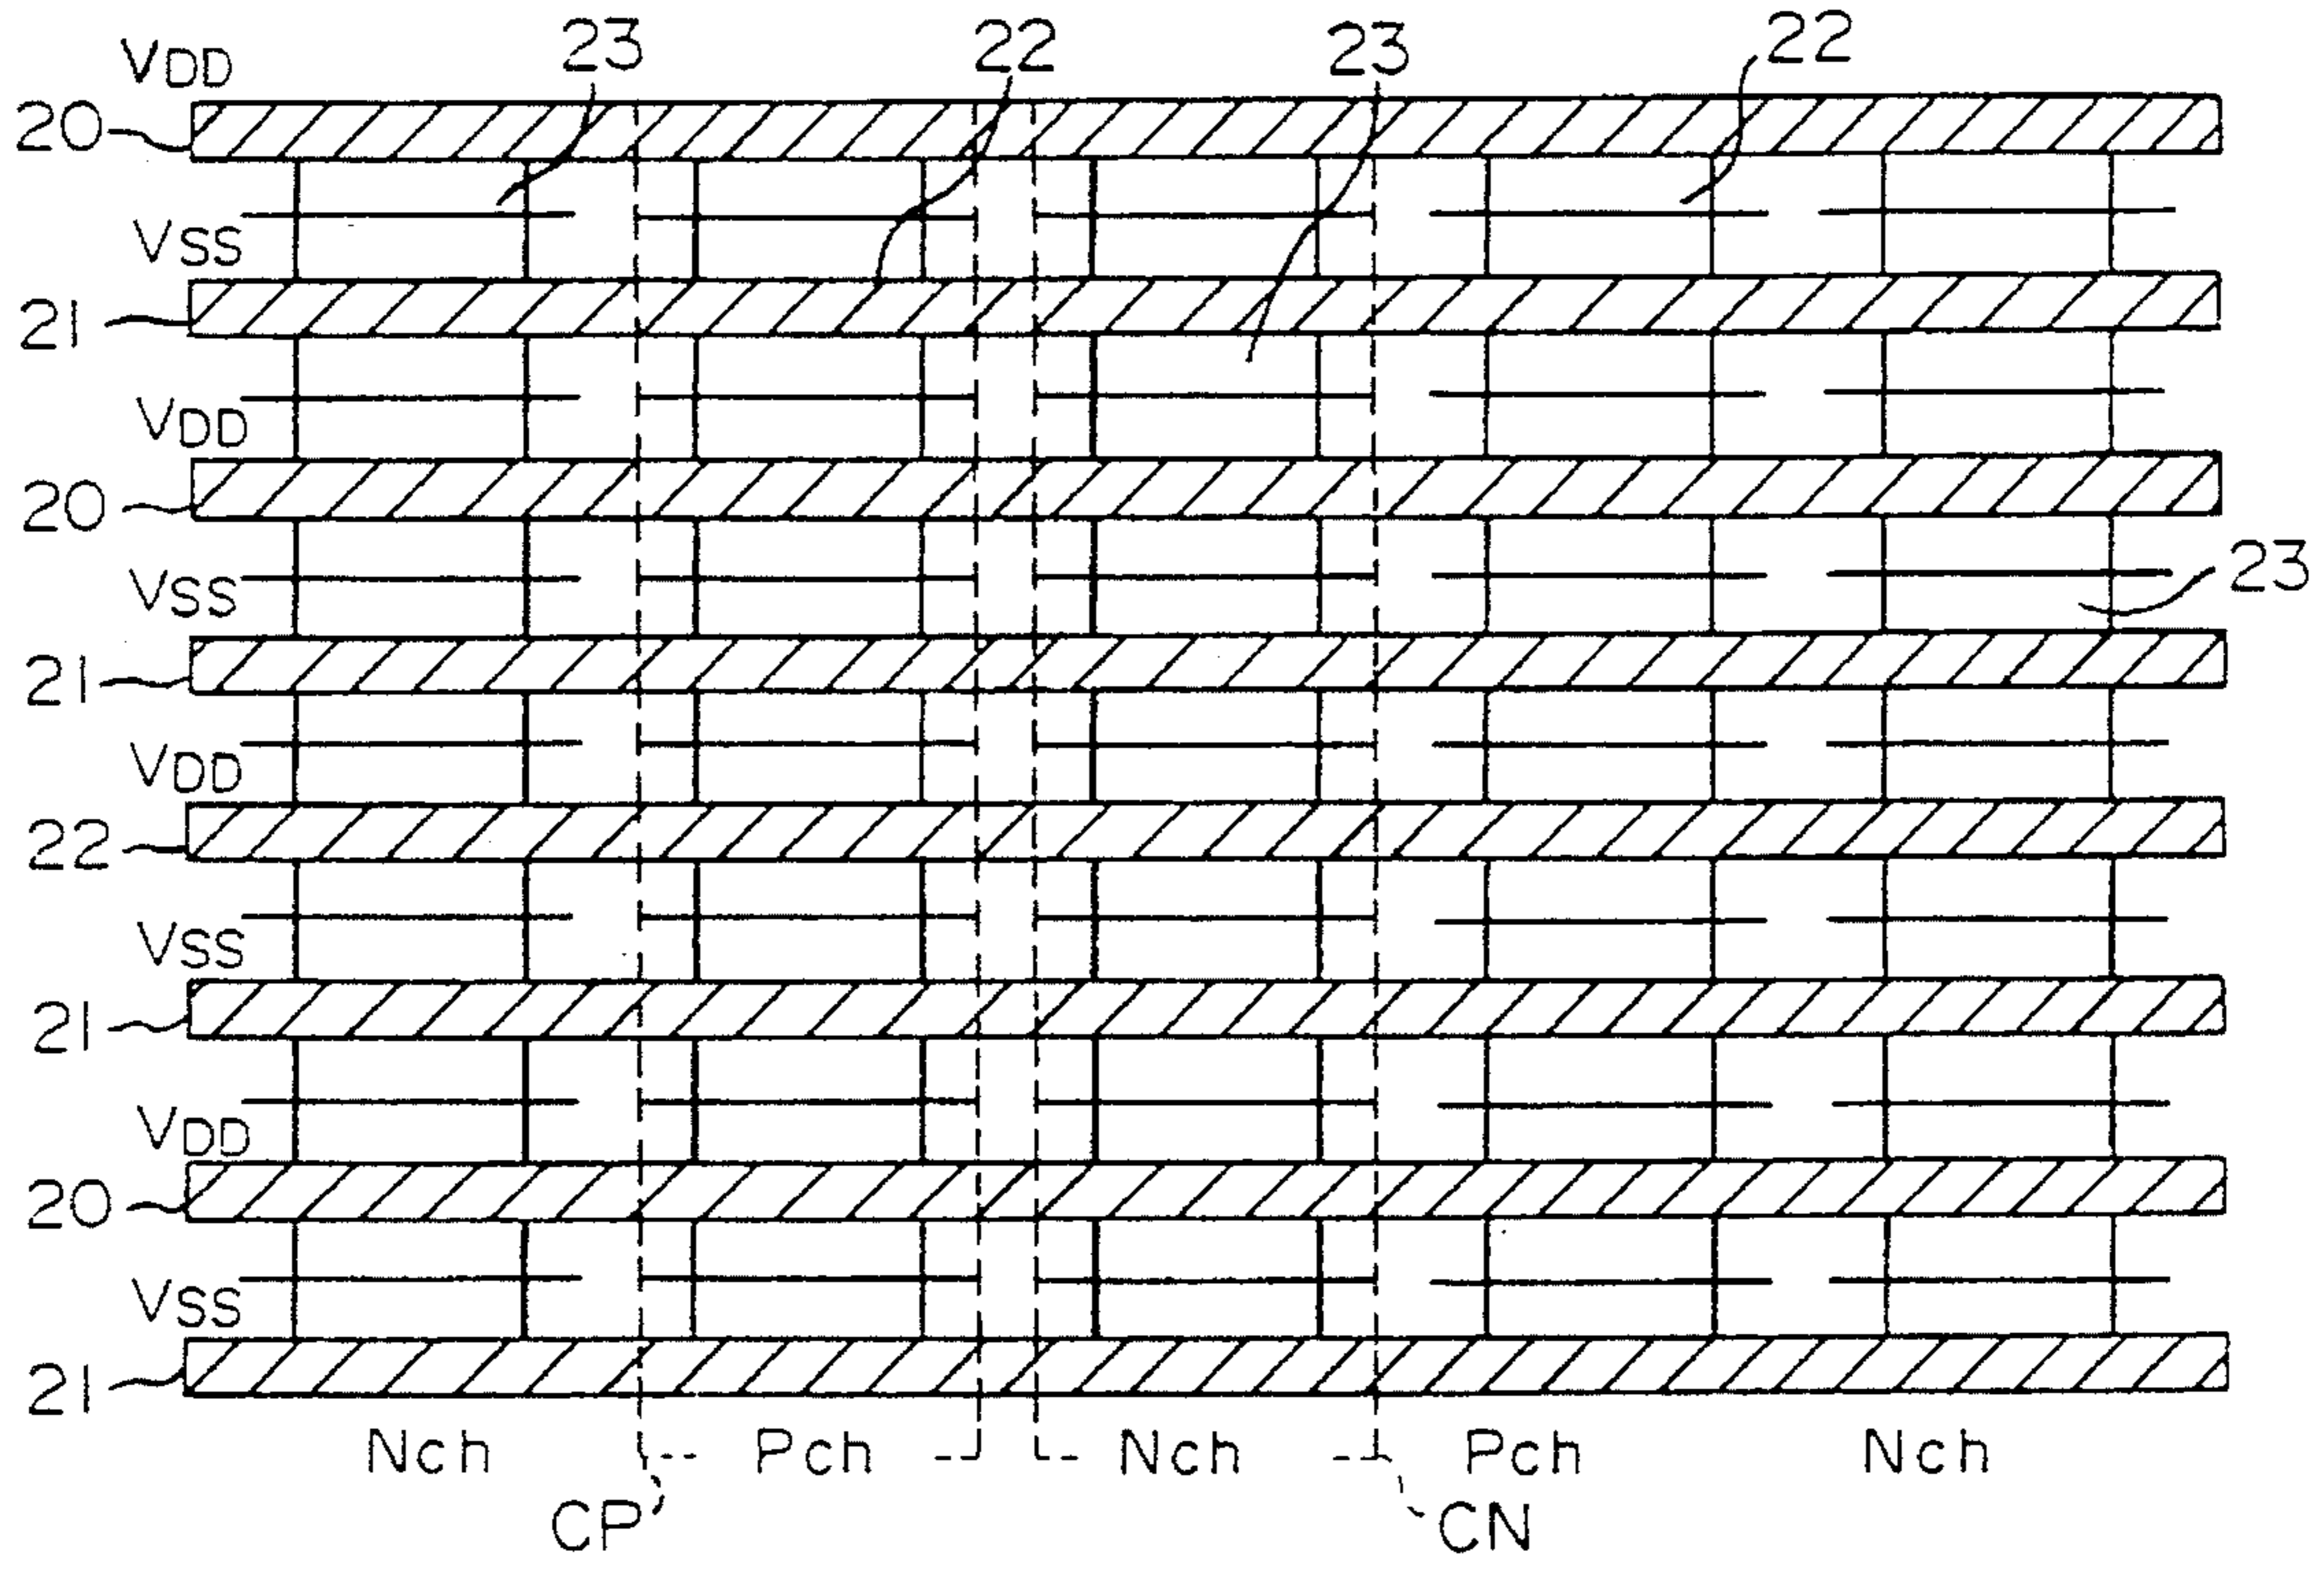 23 22 23 22
VDD
20
VSS
21
VDD
20
VSS
23
21
VDD
22
VSS
21
VDD
20
VSS
21
Nch Pch Nch Pch Nch
CP CN